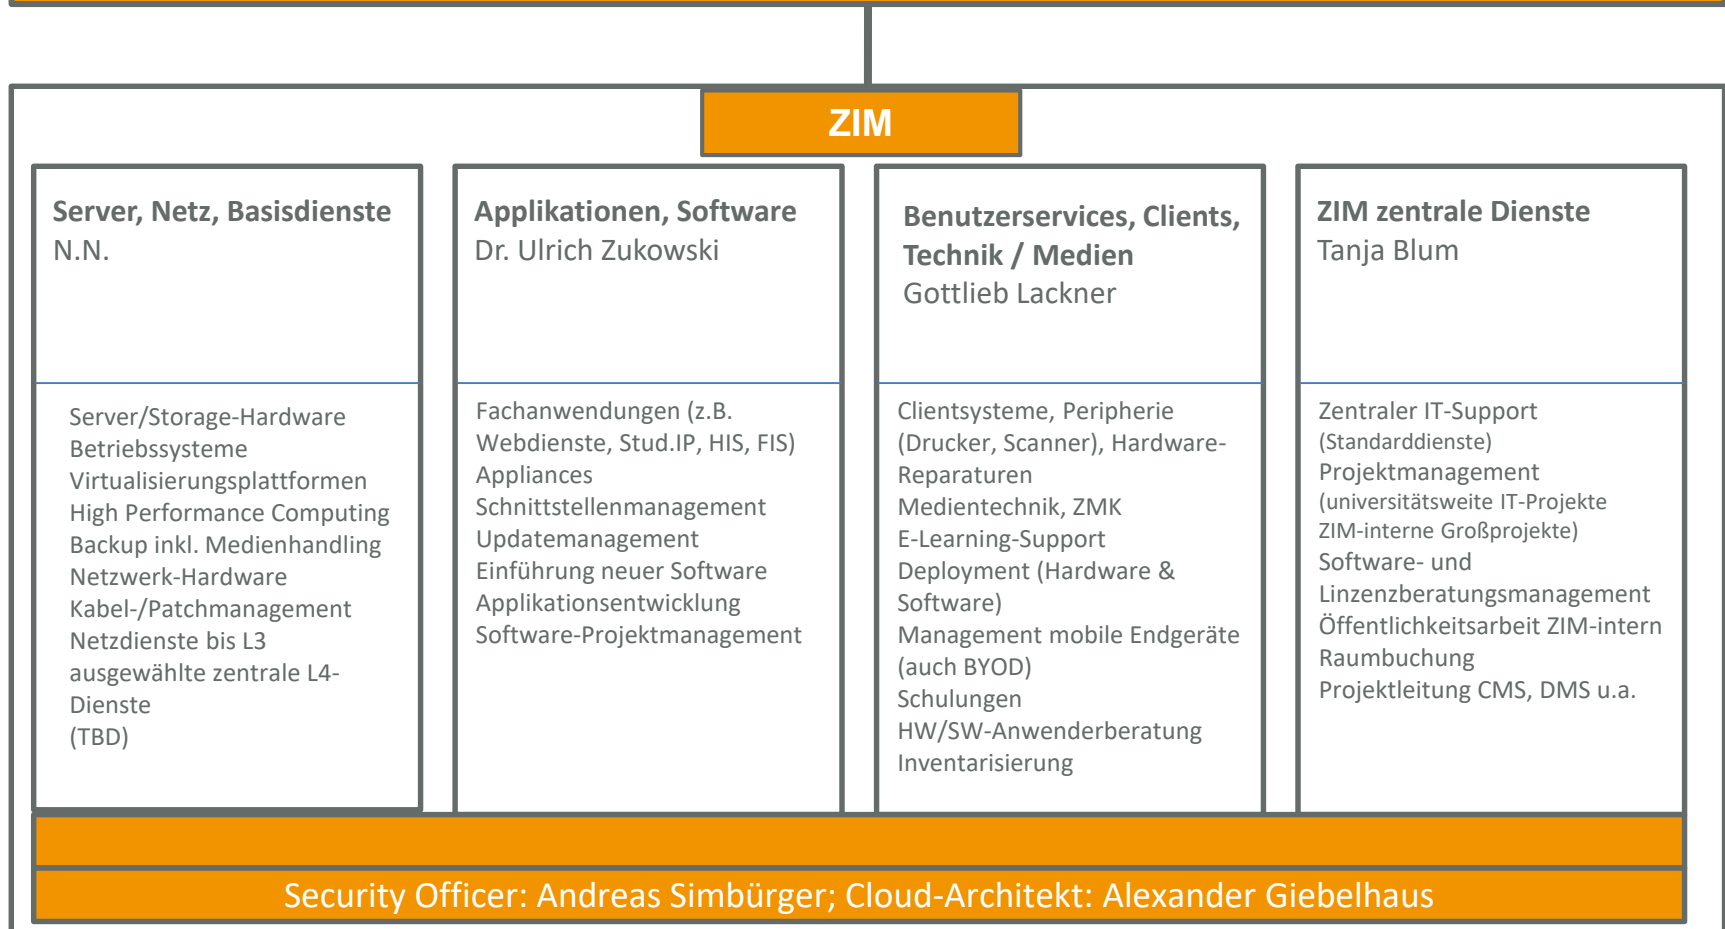 ZIM
Server, Netz, Basisdienste
N.N.
Server/Storage-Hardware
Betriebssysteme
Virtualisierungsplattformen
High Performance Computing
Backup inkl. Medienhandling
Netzwerk-Hardware
Kabel-/Patchmanagement
Netzdienste bis L3
ausgewählte zentrale L4-
Dienste
(TBD)
Applikationen, Software
Dr. Ulrich Zukowski
Fachanwendungen (z.B.
Webdienste, Stud.IP, HIS, FIS)
Appliances
Schnittstellenmanagement
Updatemanagement
Einführung neuer Software
Applikationsentwicklung
Software-Projektmanagement
Benutzerservices, Clients,
Technik / Medien
Gottlieb Lackner
Clientsysteme, Peripherie
(Drucker, Scanner), Hardware-
Reparaturen
Medientechnik, ZMK
E-Learning-Support
Deployment (Hardware &
Software)
Management mobile Endgeräte
(auch BYOD)
Schulungen
HW/SW-Anwenderberatung
Inventarisierung
ZIM zentrale Dienste
Tanja Blum
Zentraler IT-Support
(Standarddienste)
Projektmanagement
(universitätsweite IT-Projekte
ZIM-interne Großprojekte)
Software- und
Linzenzberatungsmanagement
Öffentlichkeitsarbeit ZIM-intern
Raumbuchung
Projektleitung CMS, DMS u.a.
Security Officer: Andreas Simbürger; Cloud-Architekt: Alexander Giebelhaus